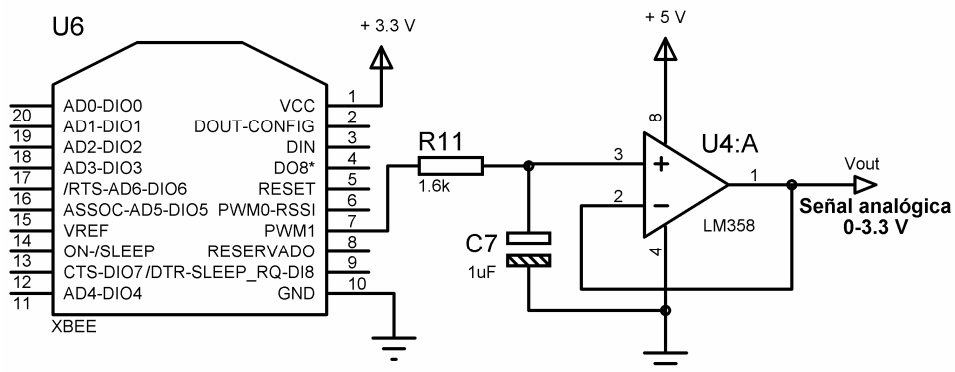 U6
+ 3.3 V
+ 5 V
AD0-DIO0
VCC
1
20
AD1-DIO1
DOUT-CONFIG
2
19
AD2-DIO2
DIN
3
18
AD3-DIO3
DO8*
4
17
/RTS-AD6-DIO6
RESET
5
16
ASSOC-AD5-DIO5
PWM0-RSSI
6
15
VREF
PWM1
7
14
ON-/SLEEP
RESERVADO
8
13
CTS-DIO7
/DTR-SLEEP_RQ-DI8
9
12
AD4-DIO4
GND
10
11
XBEE
R11
1.6k
C7
1uF
8
3
+
U4:A
1
2
−
LM358
4
Vout
Señal analógica
0-3.3 V